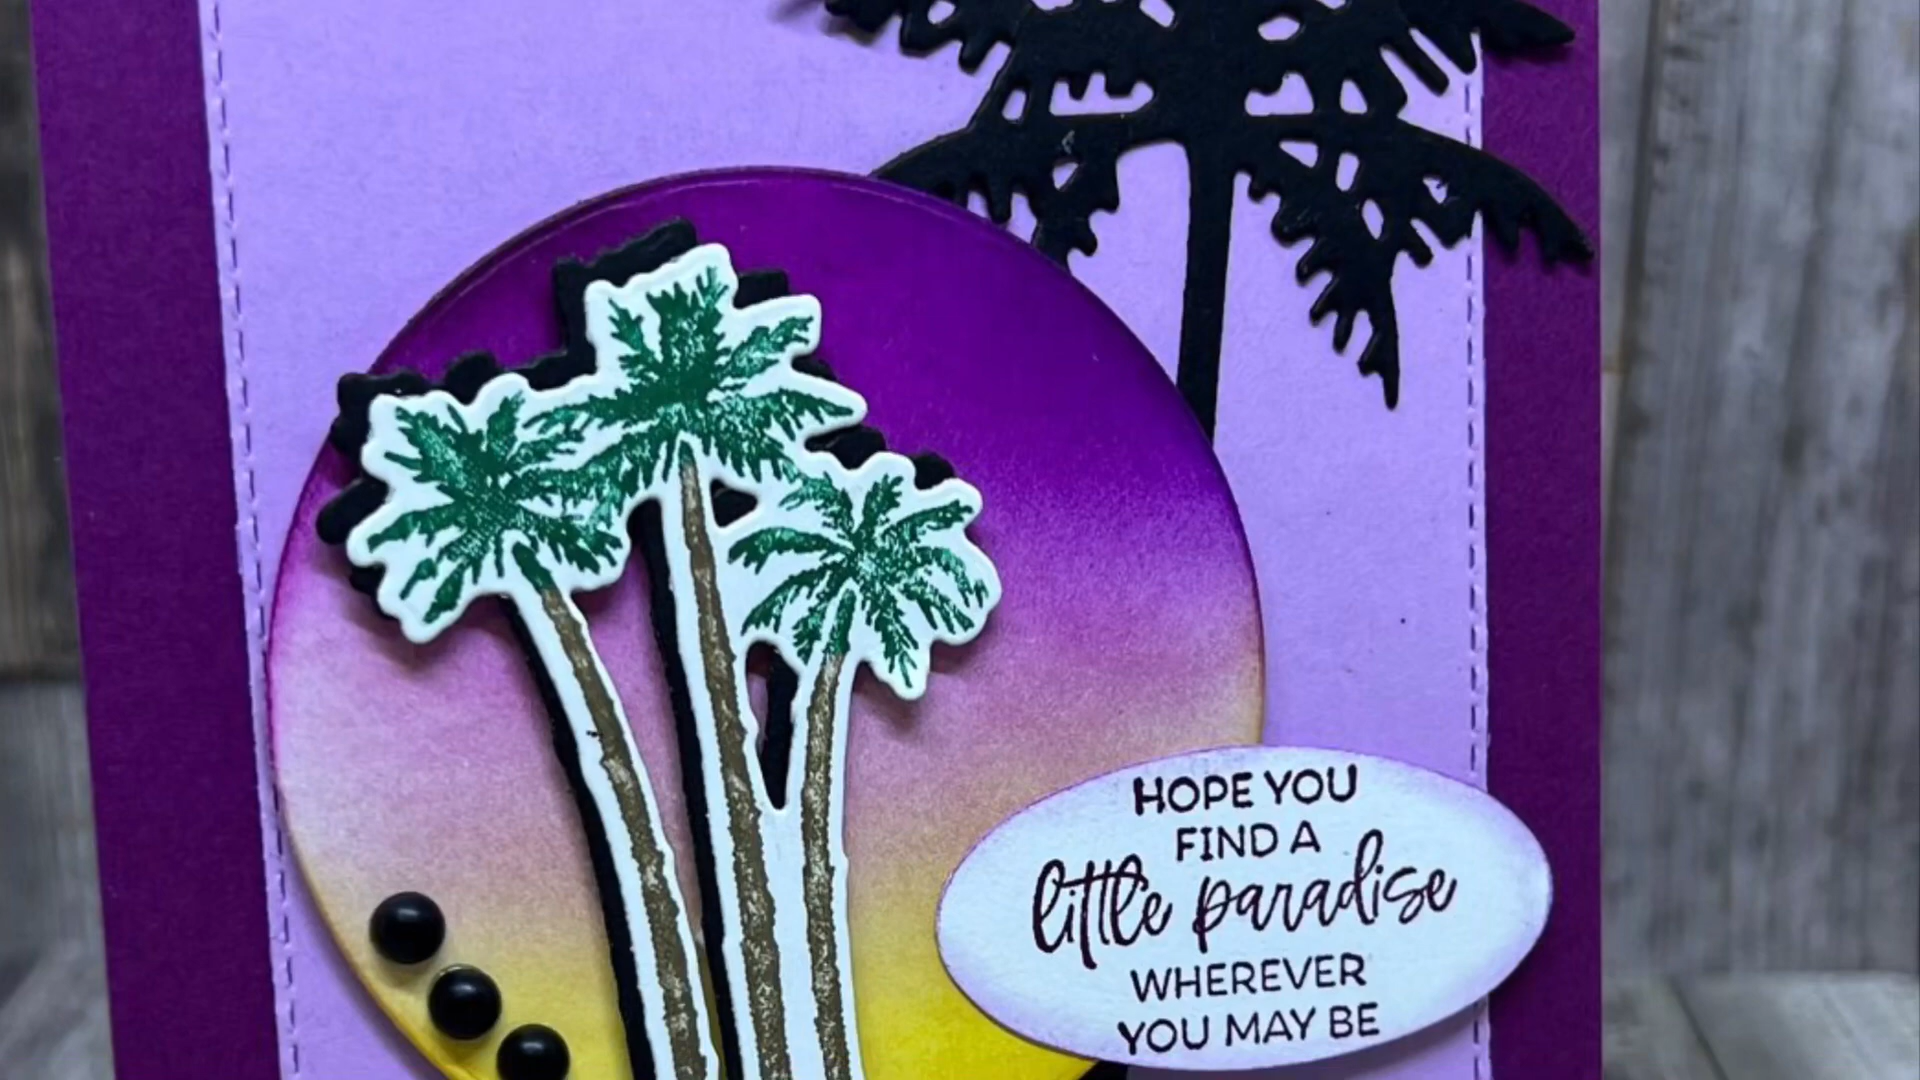 HOPE YOU
FIND A
little paradise
WHEREVER
YOU MAY BE